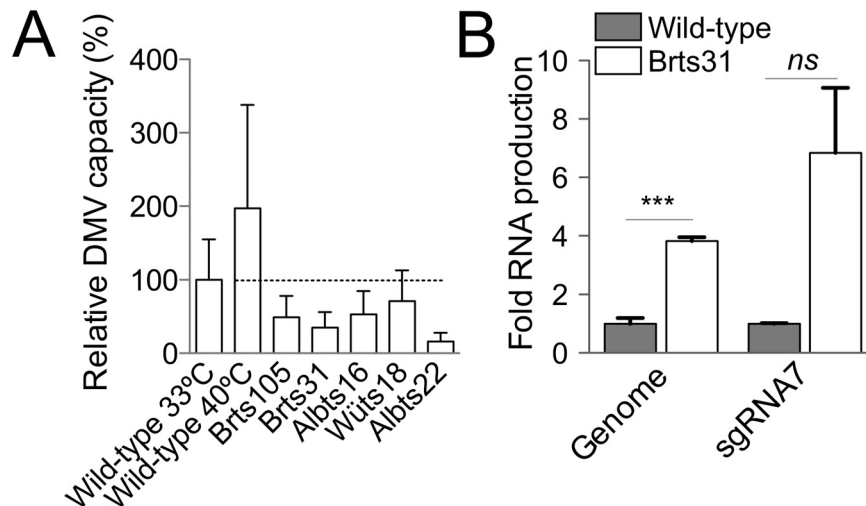 A
Relative DMV capacity (%)
400
300
200
100
0
Wild-type 33ºC
Wild-type 40ºC
Brts105
Brts31
Albts16
Wüts18
Albts22
B
Wild-type
Brts31
Fold RNA production
10
8
6
4
2
0
***
ns
Genome
sgRNA7